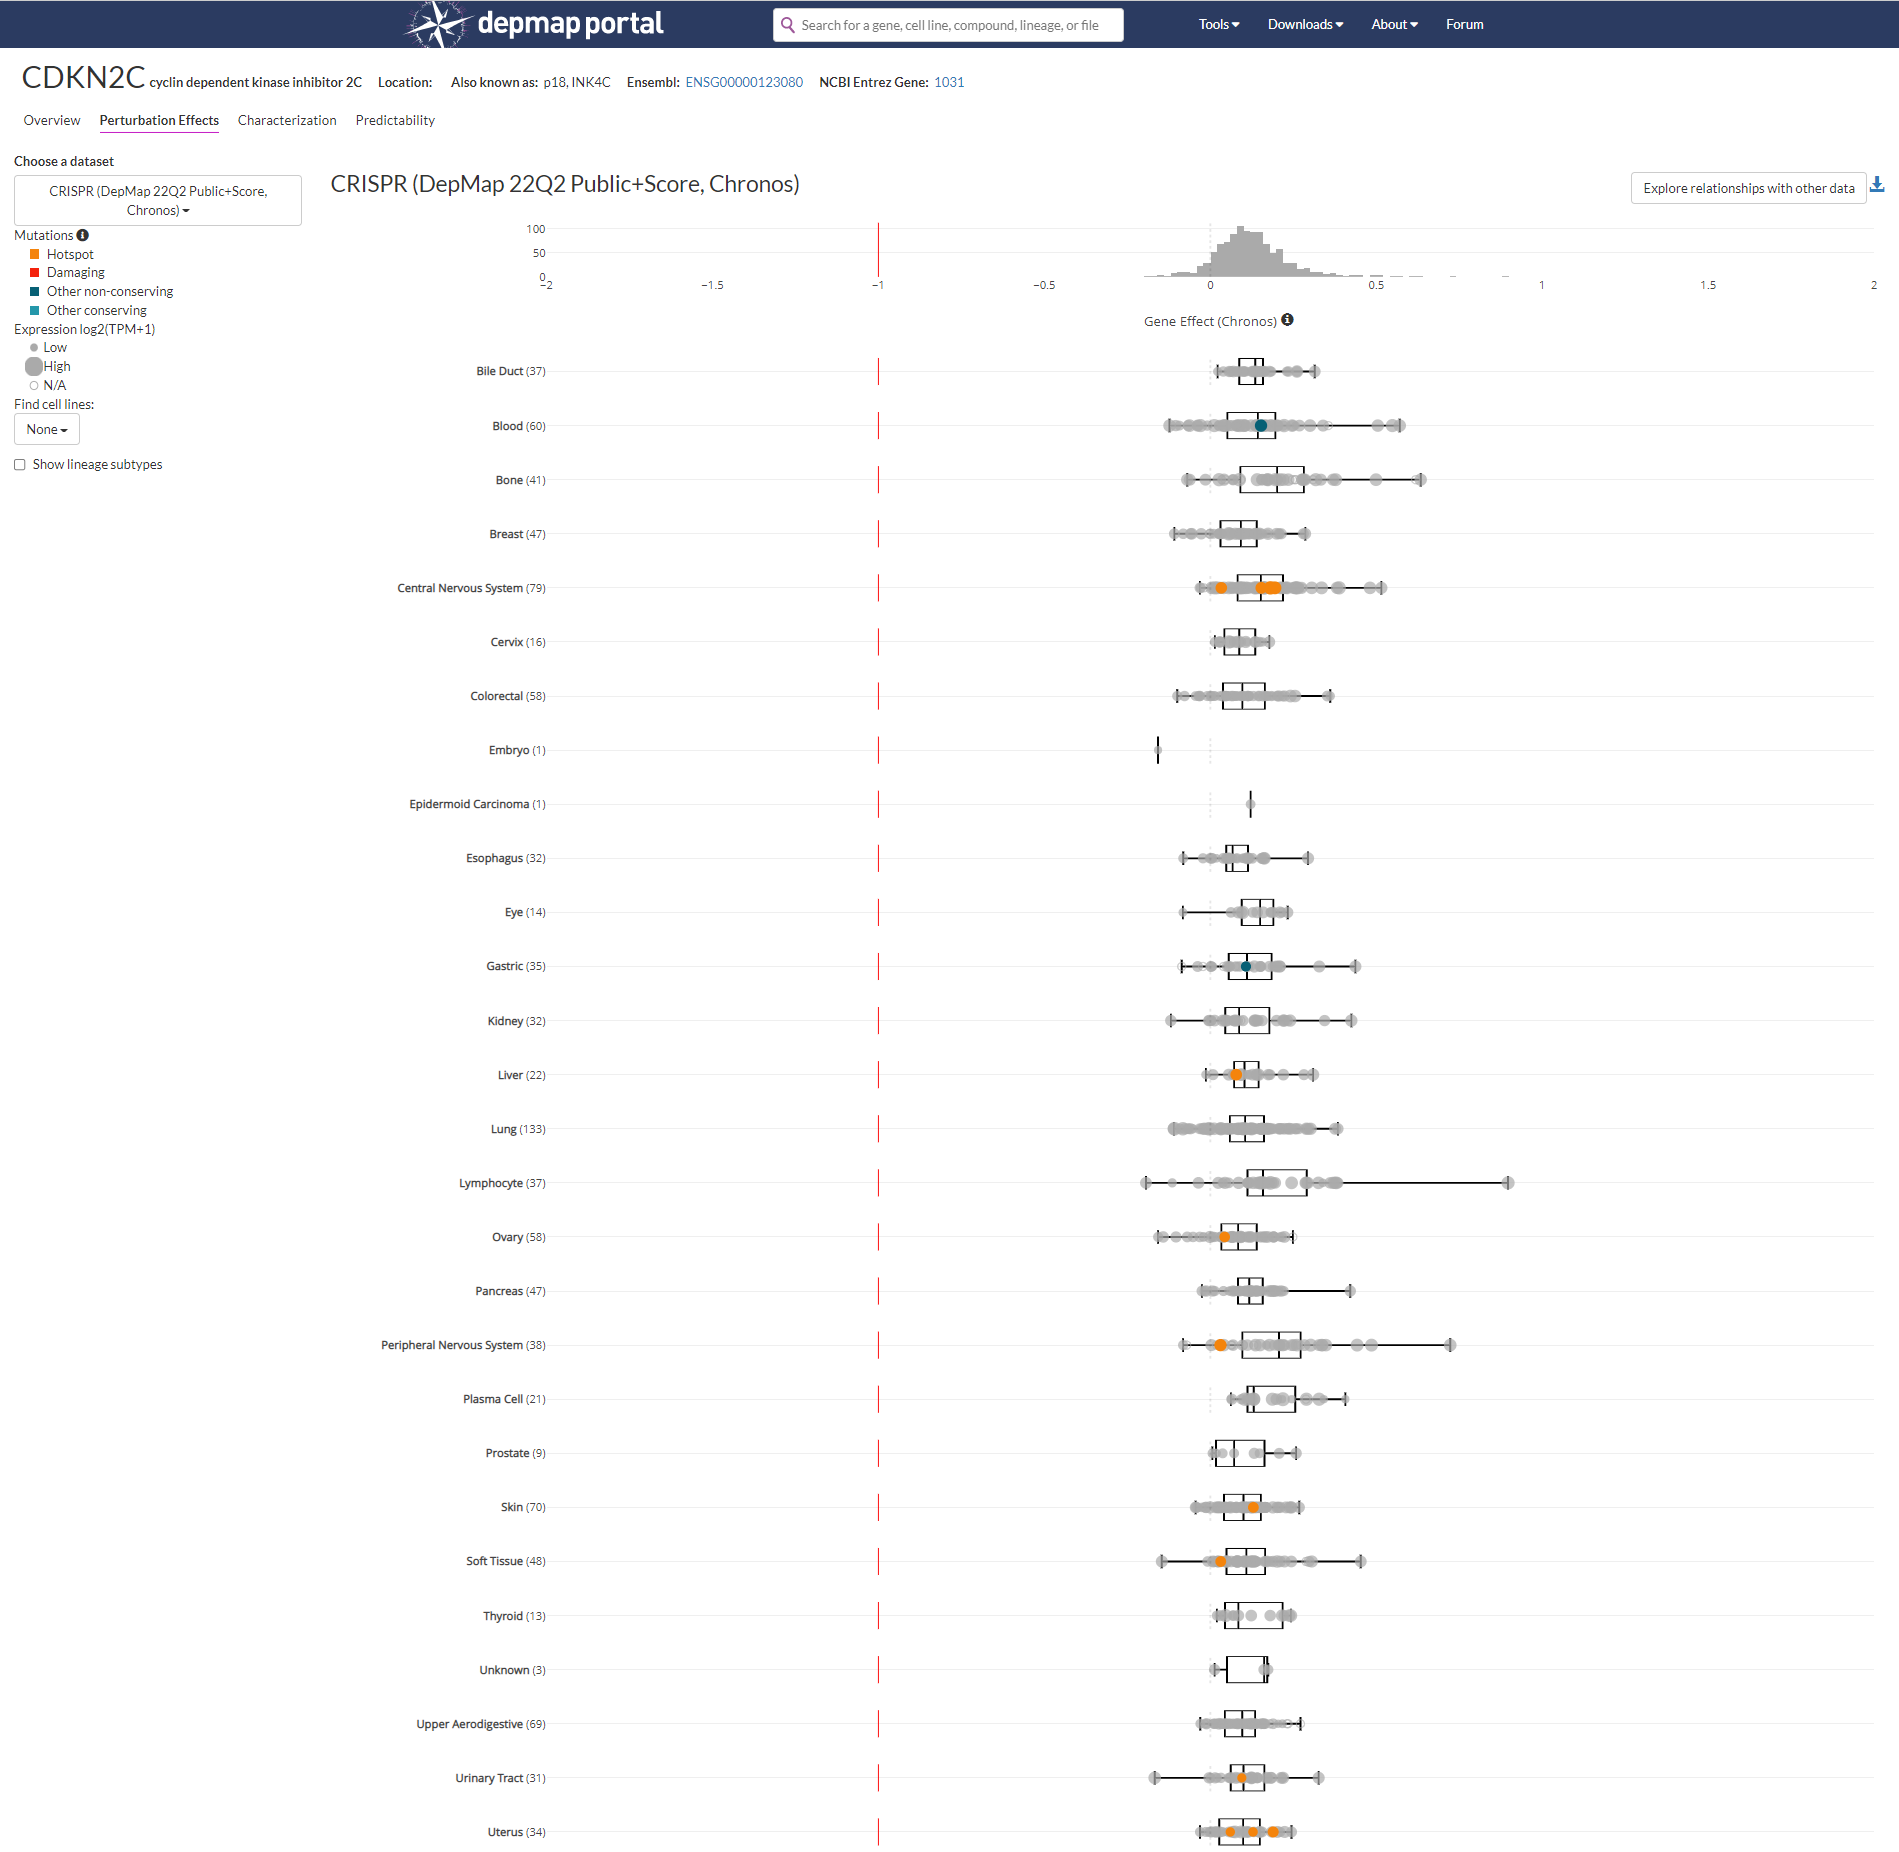 depmap portal
Search for a gene, cell line, compound, lineage, or file
Tools
Downloads
About
Forum
CDKN2C cyclin dependent kinase inhibitor 2C Location: Also known as: p18, INK4C Ensembl: ENSG00000123080 NCBI Entrez Gene: 1031
Overview Perturbation Effects Characterization Predictability
Choose a dataset
CRISPR (DepMap 22Q2 Public+Score,
Chronos)
Mutations
Hotspot
Damaging
Other non-conserving
Other conserving
Expression log2(TPM+1)
Low
High
N/A
Find cell lines:
None
Show lineage subtypes
CRISPR (DepMap 22Q2 Public+Score, Chronos)
Explore relationships with other data
100
50
0
−2 −1.5 −1 −0.5 0 0.5 1 1.5 2
Gene Effect (Chronos)
Bile Duct (37)
Blood (60)
Bone (41)
Breast (47)
Central Nervous System (79)
Cervix (16)
Colorectal (58)
Embryo (1)
Epidermoid Carcinoma (1)
Esophagus (32)
Eye (14)
Gastric (35)
Kidney (32)
Liver (22)
Lung (133)
Lymphocyte (37)
Ovary (58)
Pancreas (47)
Peripheral Nervous System (38)
Plasma Cell (21)
Prostate (9)
Skin (70)
Soft Tissue (48)
Thyroid (13)
Unknown (3)
Upper Aerodigestive (69)
Urinary Tract (31)
Uterus (34)